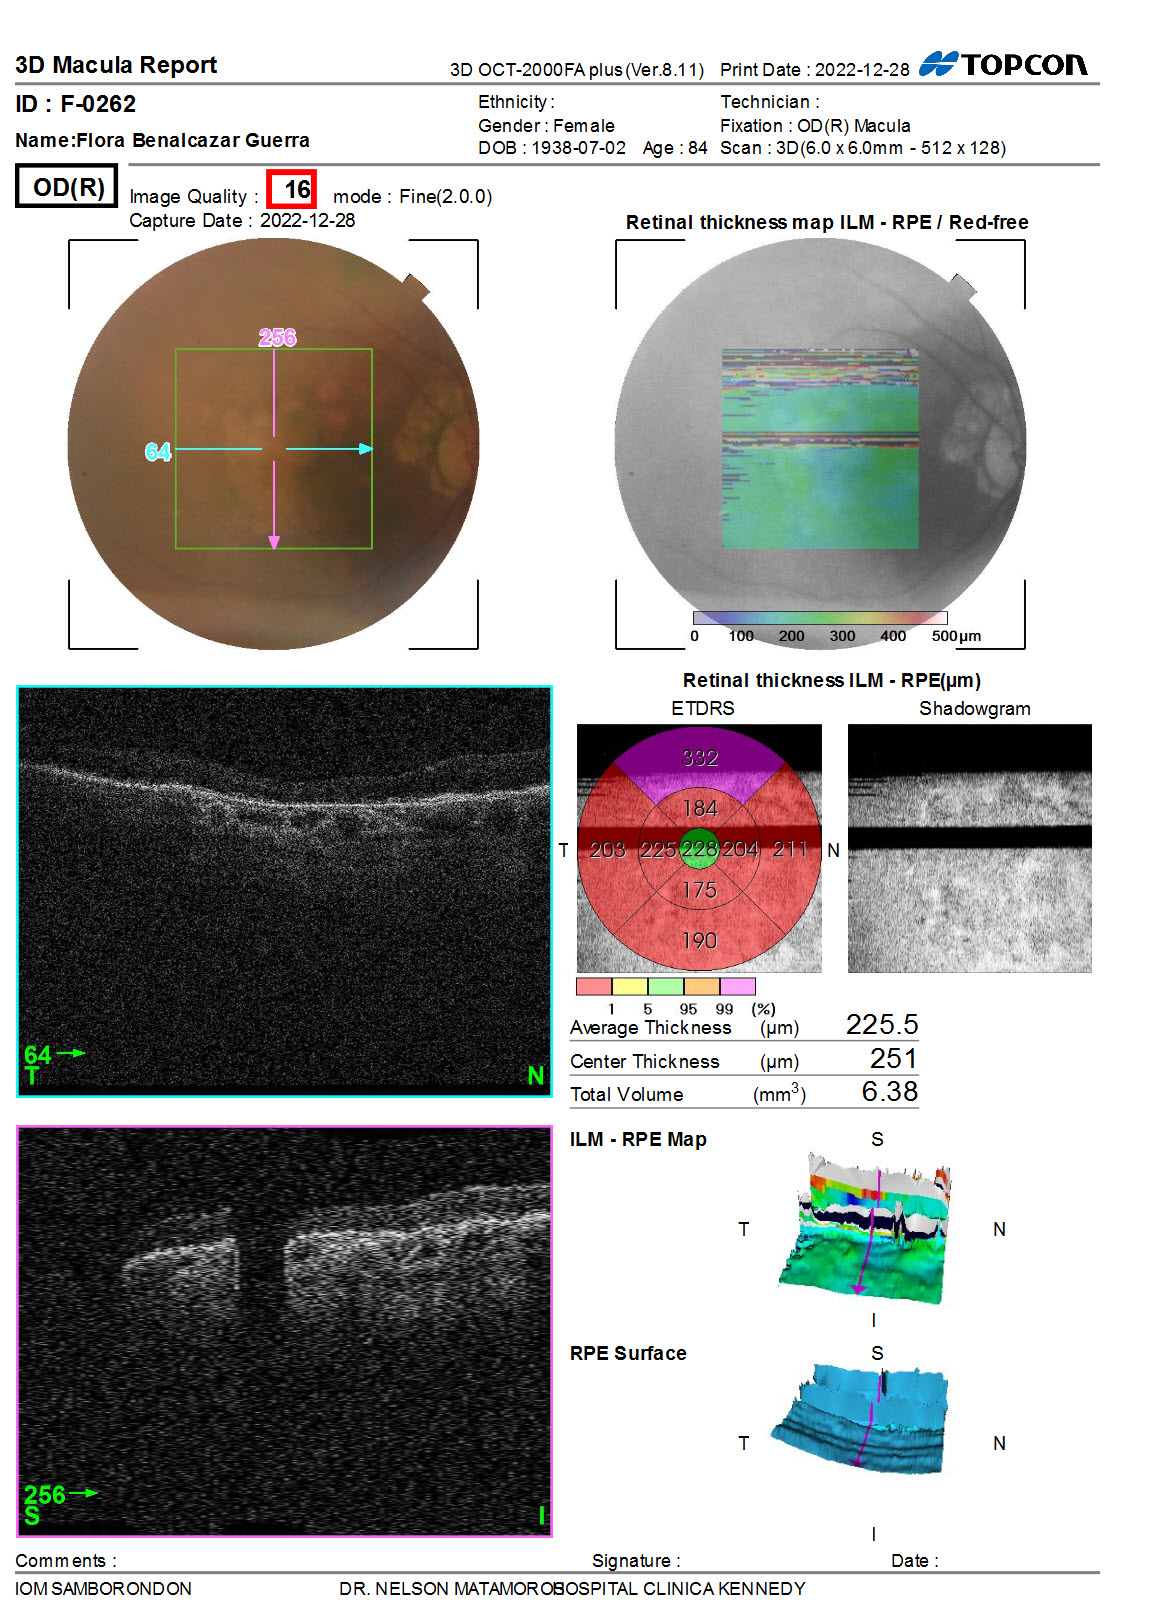 3D Macula Report
3D OCT-2000FA plus(Ver.8.11) Print Date : 2022-12-28 TOPCON
ID : F-0262
Ethnicity :
Technician :
Name:Flora Benalcazar Guerra
Gender : Female
Fixation : OD(R) Macula
DOB : 1938-07-02 Age : 84 Scan : 3D(6.0 x 6.0mm - 512 x 128)
OD(R)
Image Quality : 16 mode : Fine(2.0.0)
Capture Date : 2022-12-28
Retinal thickness map ILM - RPE / Red-free
256
64
0 100 200 300 400 500µm
Retinal thickness ILM - RPE(µm)
ETDRS
Shadowgram
332
184
T 203 225 228 204 211 N
175
190
1 5 95 99 (%)
Average Thickness (µm) 225.5
Center Thickness (µm) 251
Total Volume (mm3) 6.38
64
T N
ILM - RPE Map
S
T N
I
RPE Surface
S
T N
I
256
S I
Comments :
Signature :
Date :
IOM SAMBORONDON
DR. NELSON MATAMOROS
HOSPITAL CLINICA KENNEDY